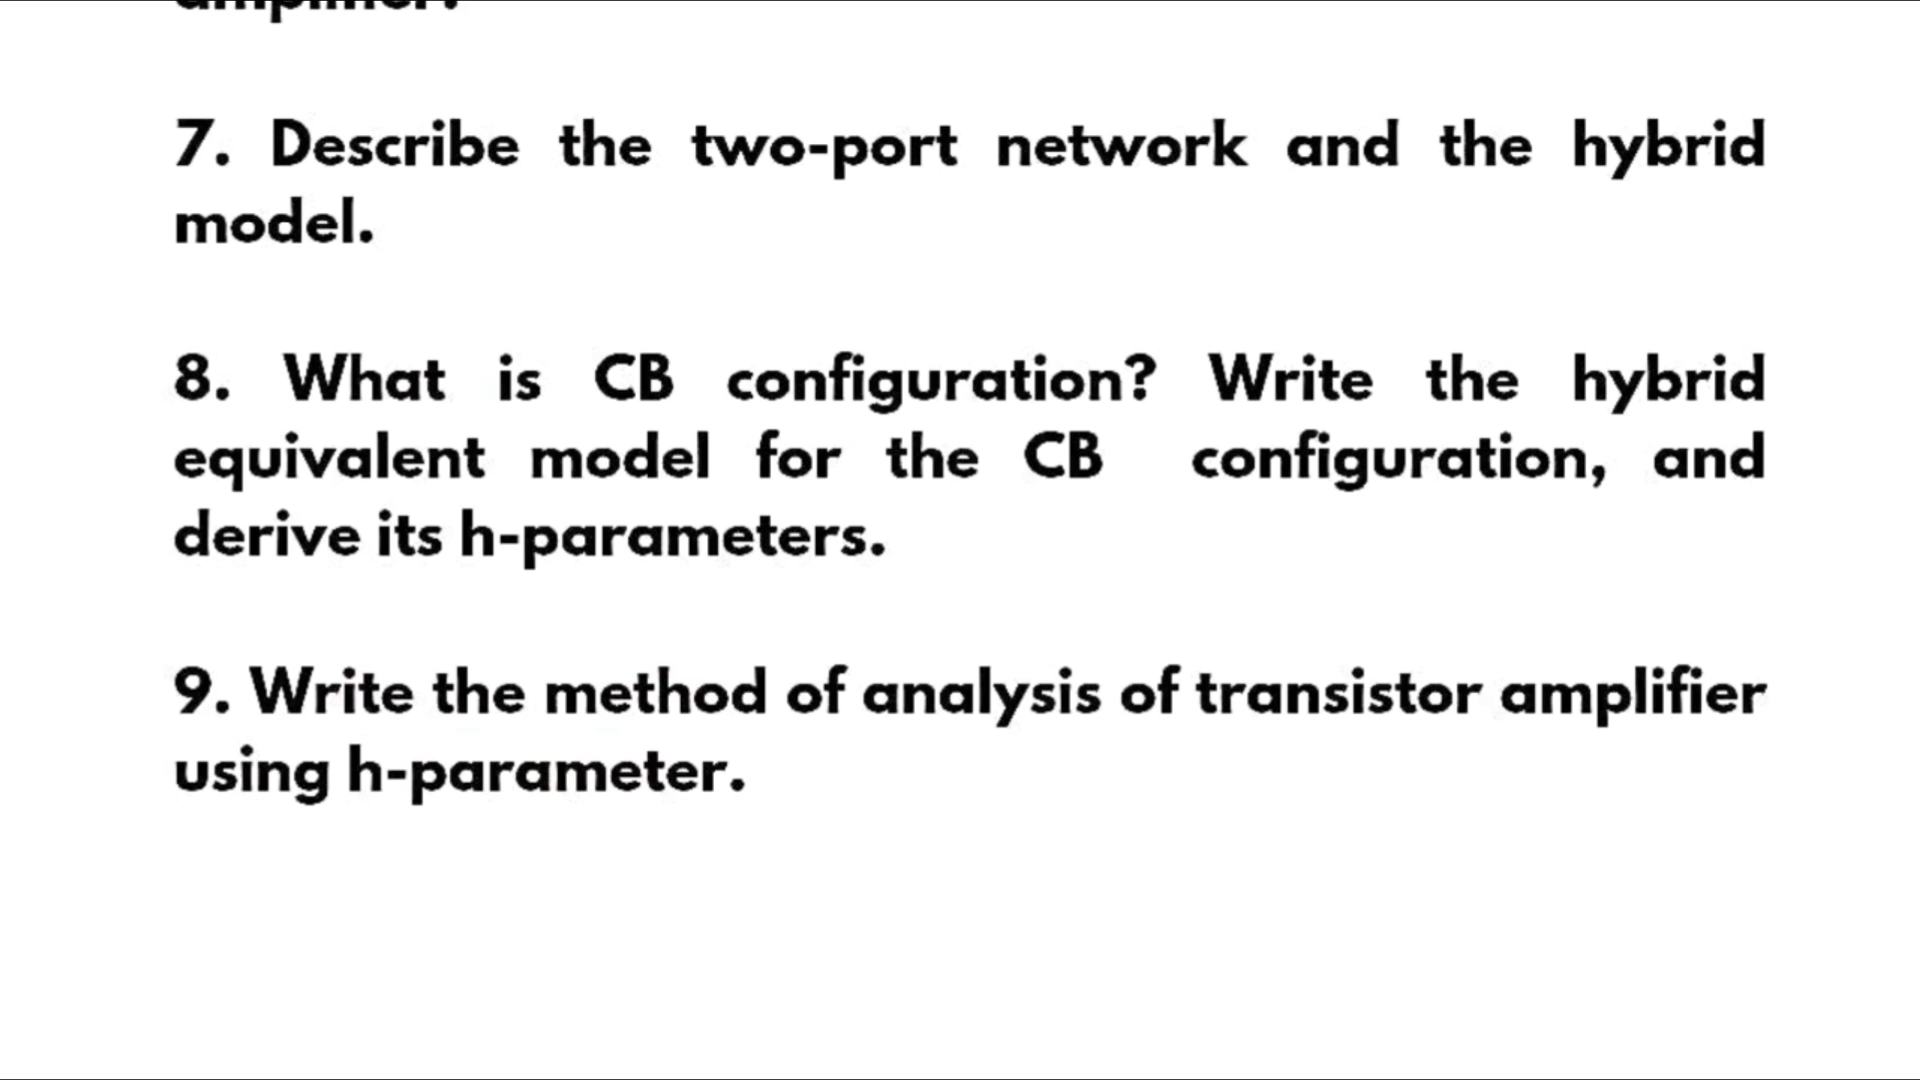 amplifier.
7. Describe the two-port network and the hybrid
model.
8. What is CB configuration? Write the hybrid
equivalent model for the CB configuration, and
derive its h-parameters.
9. Write the method of analysis of transistor amplifier
using h-parameter.